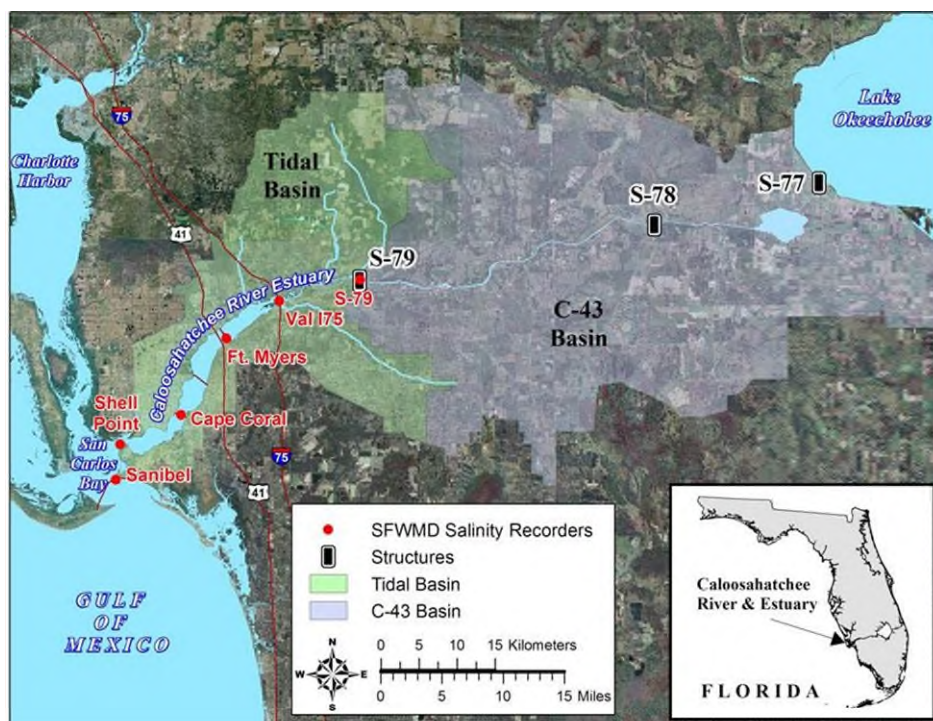 Lake
Okeechobee
75
Charlotte
Harbor
Tidal
Basin
S-77
S-78
41
S-79
S-79
Caloosahatchee River Estuary
Val I75
C-43
Basin
Ft. Myers
Shell
Point
Cape Coral
San
Carlos
Bay
Sanibel
75
41
GULF
OF
MEXICO
SFWMD Salinity Recorders
Structures
Tidal Basin
C-43 Basin
N
W
E
S
0 5 10 15 Kilometers
0 5 10 15 Miles
Caloosahatchee
River & Estuary
FLORIDA